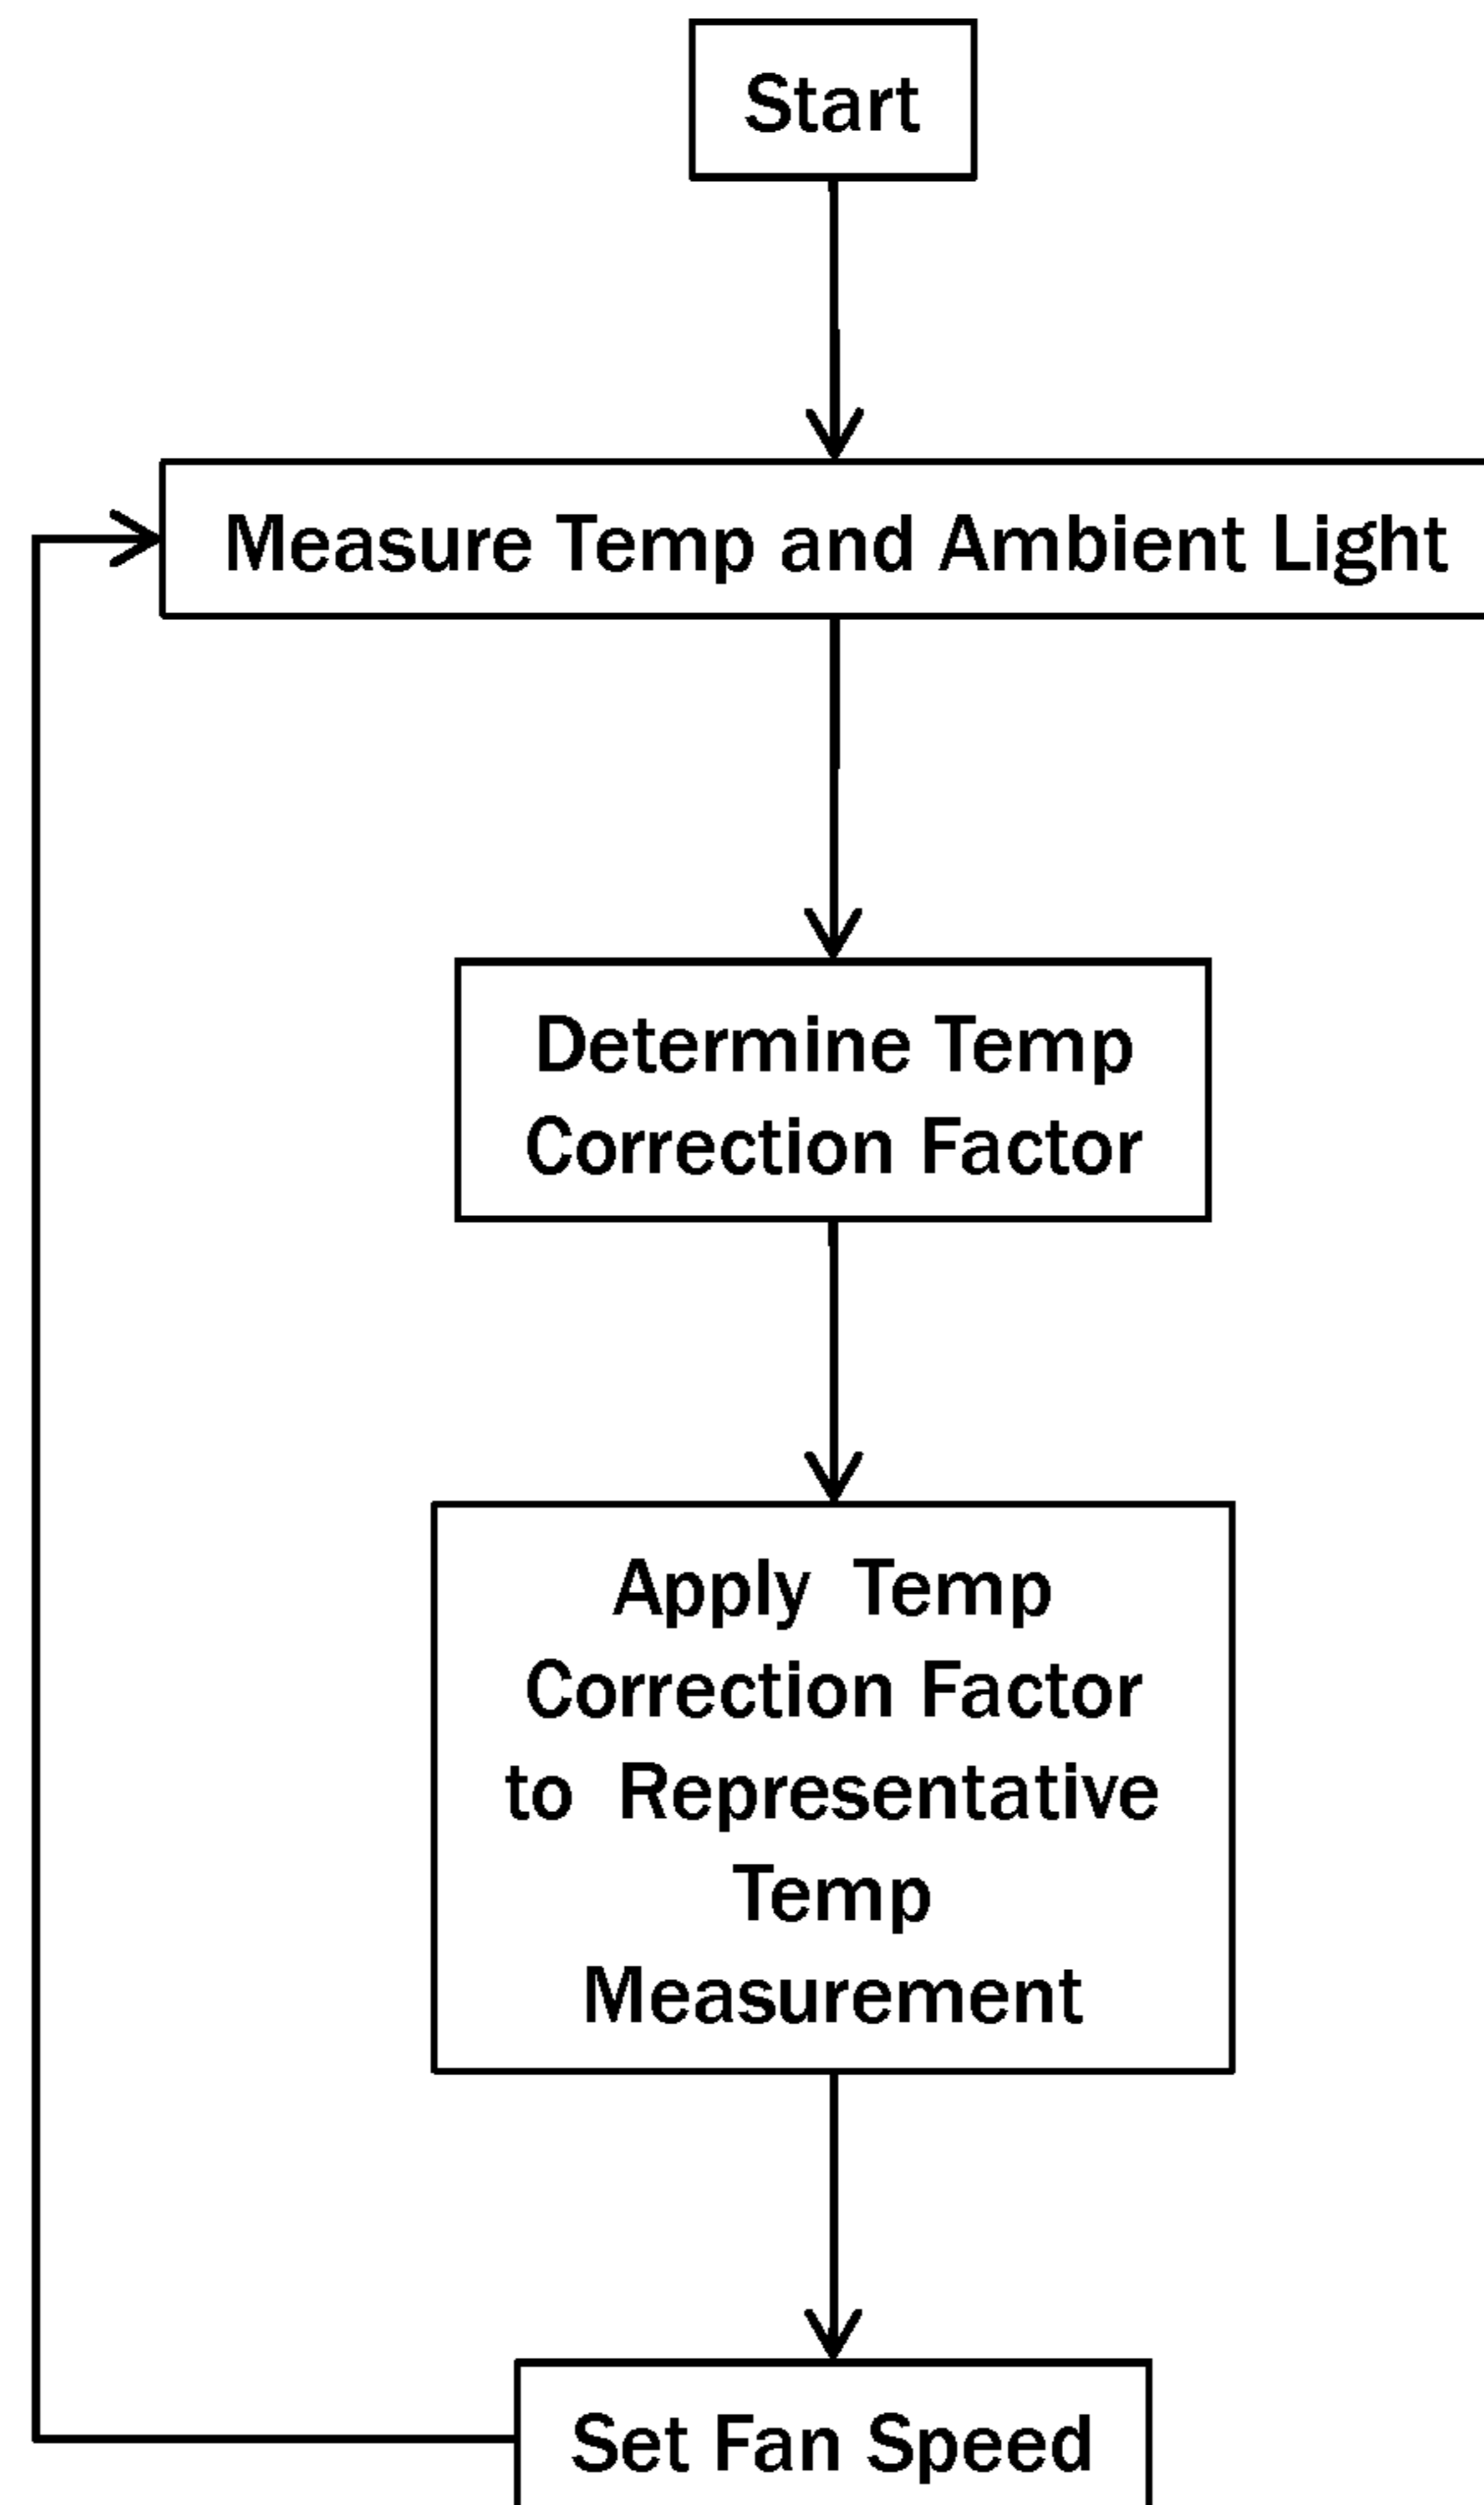 Start
Measure Temp and Ambient Light
Determine Temp
Correction Factor
Apply Temp
Correction Factor
to Representative
Temp
Measurement
Set Fan Speed